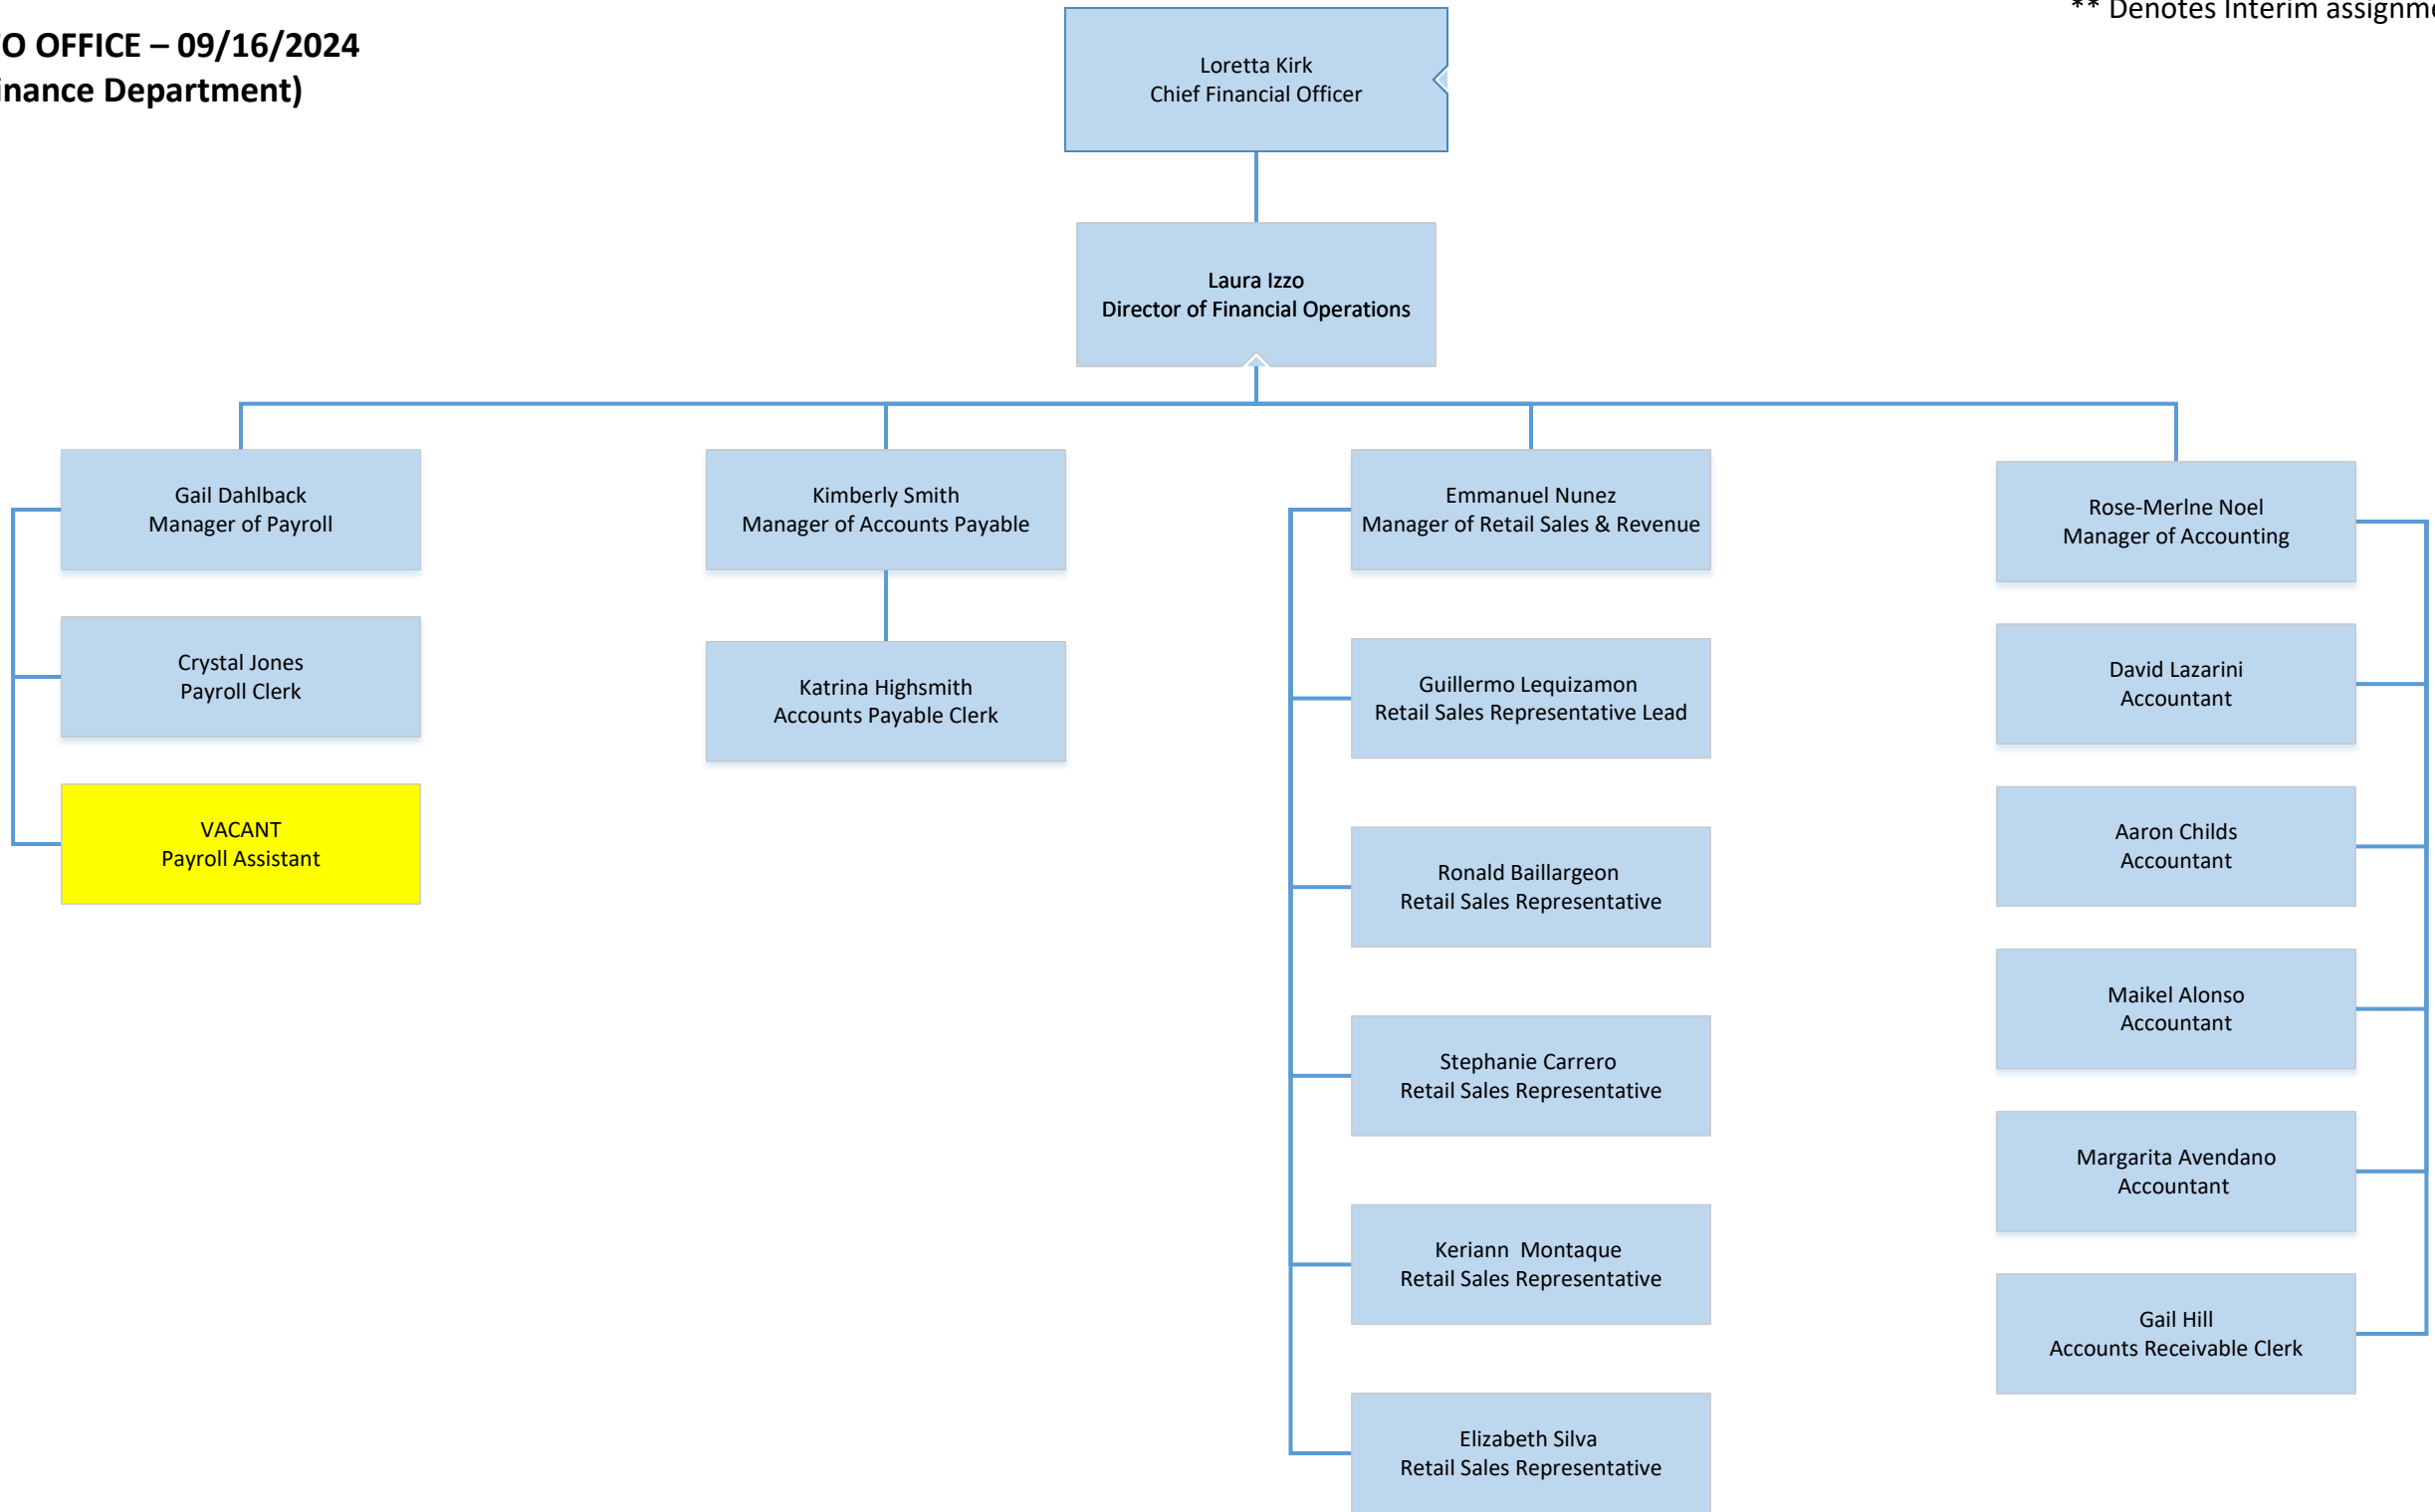 O OFFICE – 09/16/2024
inance Department)
** Denotes Interim assignme
Loretta Kirk
Chief Financial Officer
Laura Izzo
Director of Financial Operations
Gail Dahlback
Manager of Payroll
Crystal Jones
Payroll Clerk
VACANT
Payroll Assistant
Kimberly Smith
Manager of Accounts Payable
Katrina Highsmith
Accounts Payable Clerk
Emmanuel Nunez
Manager of Retail Sales & Revenue
Guillermo Lequizamon
Retail Sales Representative Lead
Ronald Baillargeon
Retail Sales Representative
Stephanie Carrero
Retail Sales Representative
Keriann  Montaque
Retail Sales Representative
Elizabeth Silva
Retail Sales Representative
Rose-Merlne Noel
Manager of Accounting
David Lazarini
Accountant
Aaron Childs
Accountant
Maikel Alonso
Accountant
Margarita Avendano
Accountant
Gail Hill
Accounts Receivable Clerk